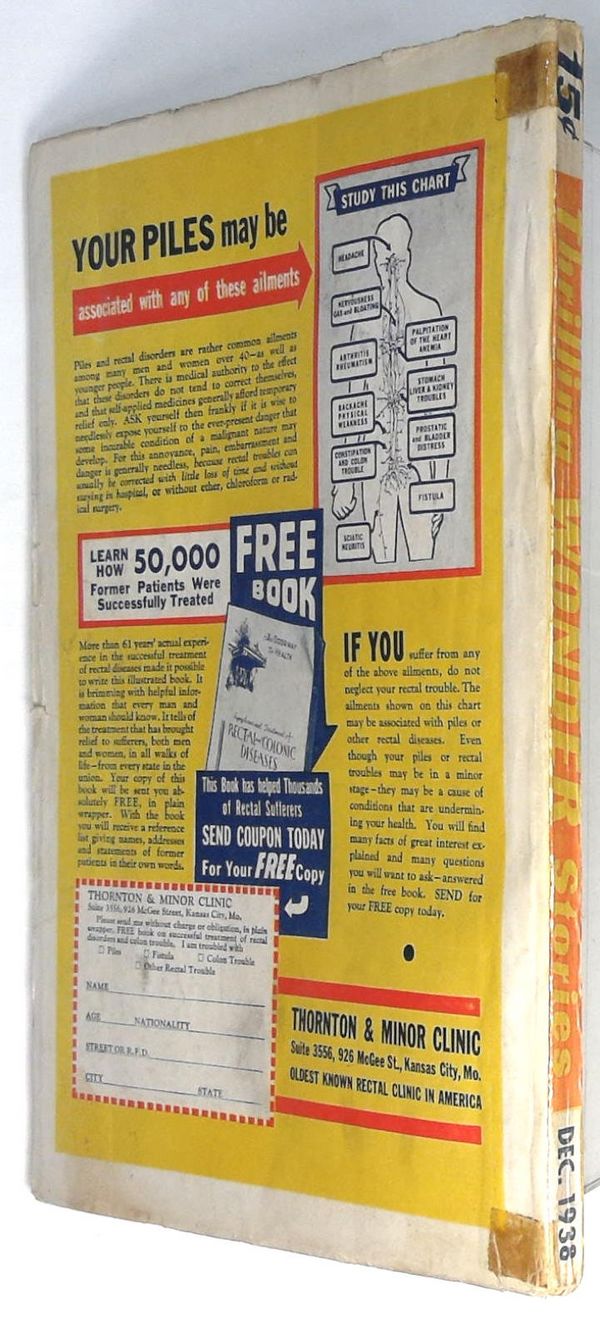 YOUR PILES may be
associated with any of these ailments
Piles and rectal disorders are rather common ailments
among many men and women over 40—as well as
younger people. There is medical authority to the effect
that these disorders do not tend to correct themselves,
and that self-applied medicines generally afford temporary
relief only. ASK yourself then frankly if it is wise to
needlessly expose yourself to the ever-present danger that
some incurable condition of a malignant nature may
develop. For this annoyance, pain, embarrassment and
danger is generally needless, because rectal troubles can
usually be corrected with little loss of time and without
staying in hospital, or without ether, chloroform or rad-
ical surgery.
STUDY THIS CHART
HEADACHE
NERVOUSNESS
GAS and BLOATING
PALPITATION
OF THE HEART
ANEMIA
ARTHRITIS
RHEUMATISM
STOMACH
LIVER & KIDNEY
TROUBLES
BACKACHE
PHYSICAL
WEAKNESS
PROSTATIC
and BLADDER
DISTRESS
CONSTIPATION
AND COLON
TROUBLE
FISTULA
SCIATIC
NEURITIS
LEARN
HOW 50,000
Former Patients Were
Successfully Treated
FREE
BOOK
TO HEALTH
RECTAL and COLONIC
DISEASES
This Book has helped Thousands
of Rectal Sufferers
SEND COUPON TODAY
For Your FREE Copy
More than 61 years' actual experi-
ence in the successful treatment
of rectal diseases made it possible
to write this illustrated book. It
is brimming with helpful infor-
mation that every man and
woman should know. It tells of
the treatment that has brought
relief to sufferers, both men
and women, in all walks of
life—from every state in the
union. Your copy of this
book will be sent you ab-
solutely FREE, in plain
wrapper. With the book
you will receive a reference
list giving names, addresses
and statements of former
patients in their own words.
IF YOU suffer from any
of the above ailments, do not
neglect your rectal trouble. The
ailments shown on this chart
may be associated with piles or
other rectal diseases. Even
though your piles or rectal
troubles may be in a minor
stage—they may be a cause of
conditions that are undermin-
ing your health. You will find
many facts of great interest ex-
plained and many questions
you will want to ask—answered
in the free book. SEND for
your FREE copy today.
THORNTON & MINOR CLINIC
Suite 3556, 926 McGee Street, Kansas City, Mo.
Please send me without charge or obligation, in plain
wrapper, FREE book on successful treatment of rectal
disorders and colon trouble. I am troubled with
Piles Fistula Colon Trouble
Other Rectal Trouble
NAME
AGE NATIONALITY
STREET OR R.F.D.
CITY STATE
THORNTON & MINOR CLINIC
Suite 3556, 926 McGee St., Kansas City, Mo.
OLDEST KNOWN RECTAL CLINIC IN AMERICA
15¢
Thrilling WONDER Stories
DEC. 1938